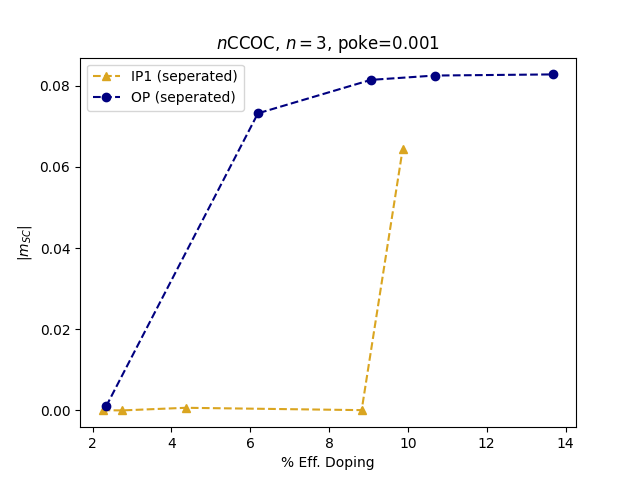 nCCOC, n = 3, poke=0.001
IP1 (seperated)
OP (seperated)
0.08
0.06
0.04
0.02
0.00
|m_SC|
2 4 6 8 10 12 14
% Eff. Doping